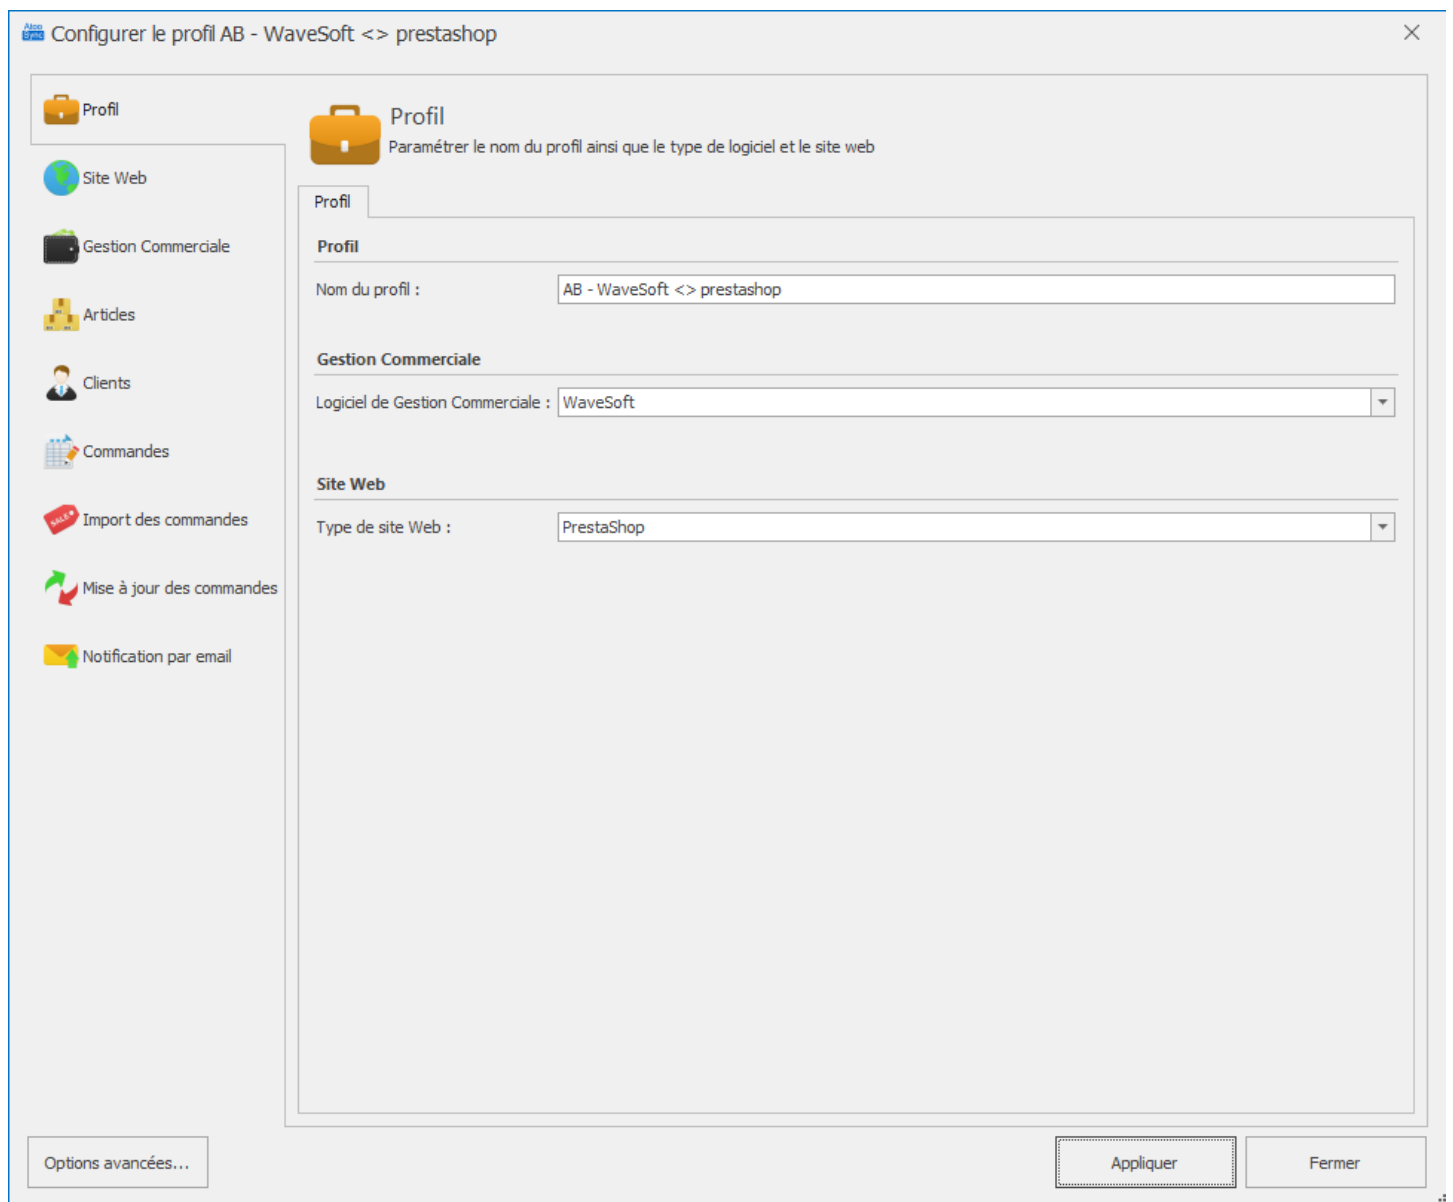 Configurer le profil AB - WaveSoft <> prestashop
Profil
Site Web
Gestion Commerciale
Articles
Clients
Commandes
SALE
Import des commandes
Mise à jour des commandes
Notification par email
Profil
Paramétrer le nom du profil ainsi que le type de logiciel et le site web
Profil
Profil
Nom du profil : AB - WaveSoft <> prestashop
Gestion Commerciale
Logiciel de Gestion Commerciale : WaveSoft
Site Web
Type de site Web : PrestaShop
Options avancées...
Appliquer
Fermer